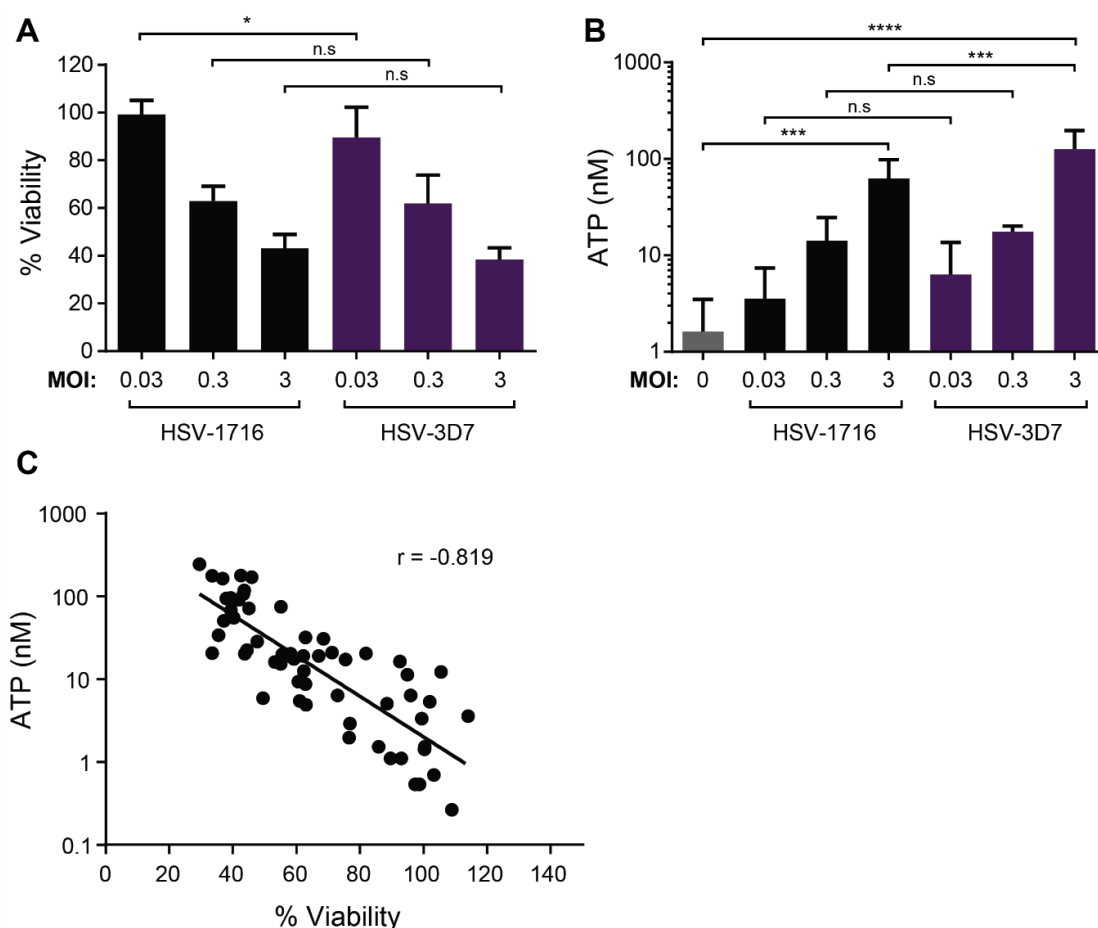 A
*
n.s
n.s
120
100
80
60
40
20
0
% Viability
MOI: 0.03 0.3 3 0.03 0.3 3
HSV-1716 HSV-3D7
B
****
***
n.s
n.s
***
1000
100
10
1
ATP (nM)
MOI: 0 0.03 0.3 3 0.03 0.3 3
HSV-1716 HSV-3D7
C
r = -0.819
1000
100
10
1
0.1
ATP (nM)
0 20 40 60 80 100 120 140
% Viability